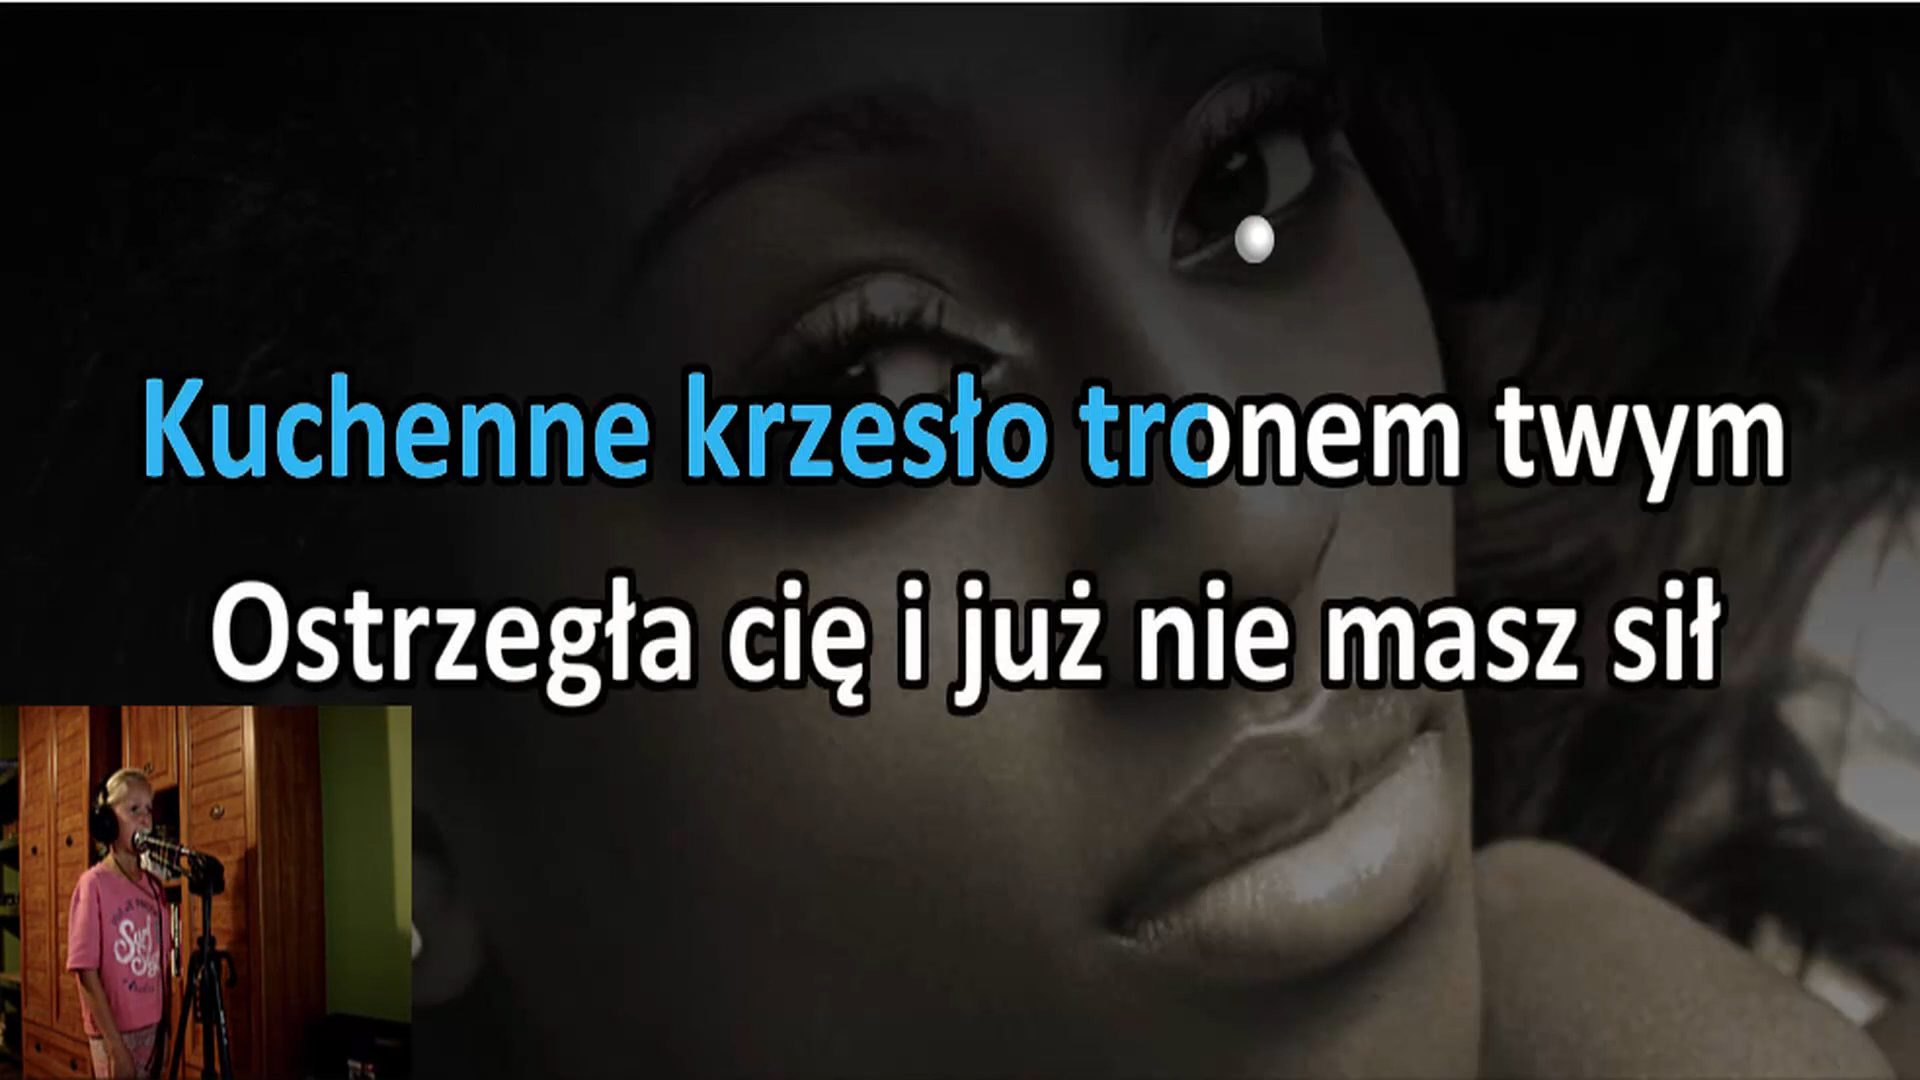 Kuchenne krzesło tronem twym
Ostrzegła cię i już nie masz sił